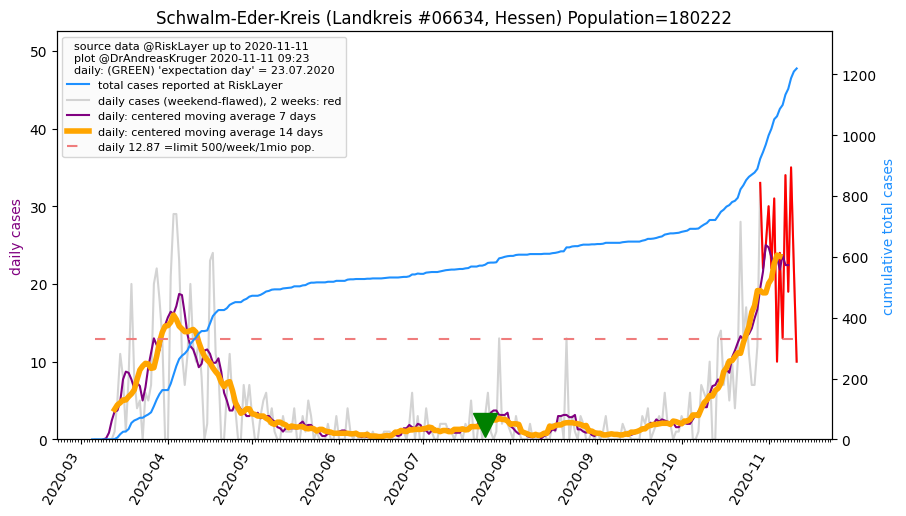 Schwalm-Eder-Kreis (Landkreis #06634, Hessen) Population=180222
source data @RiskLayer up to 2020-11-11
plot @DrAndreasKruger 2020-11-11 09:23
daily: (GREEN) 'expectation day' = 23.07.2020
total cases reported at RiskLayer
daily cases (weekend-flawed), 2 weeks: red
daily: centered moving average 7 days
daily: centered moving average 14 days
daily 12.87 =limit 500/week/1mio pop.
daily cases
50
40
30
20
10
0
cumulative total cases
1200
1000
800
600
400
200
0
2020-03
2020-04
2020-05
2020-06
2020-07
2020-08
2020-09
2020-10
2020-11